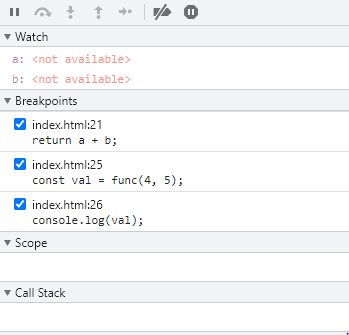 Watch
a: <not available>
b: <not available>
Breakpoints
index.html:21
return a + b;
index.html:25
const val = func(4, 5);
index.html:26
console.log(val);
Scope
Call Stack